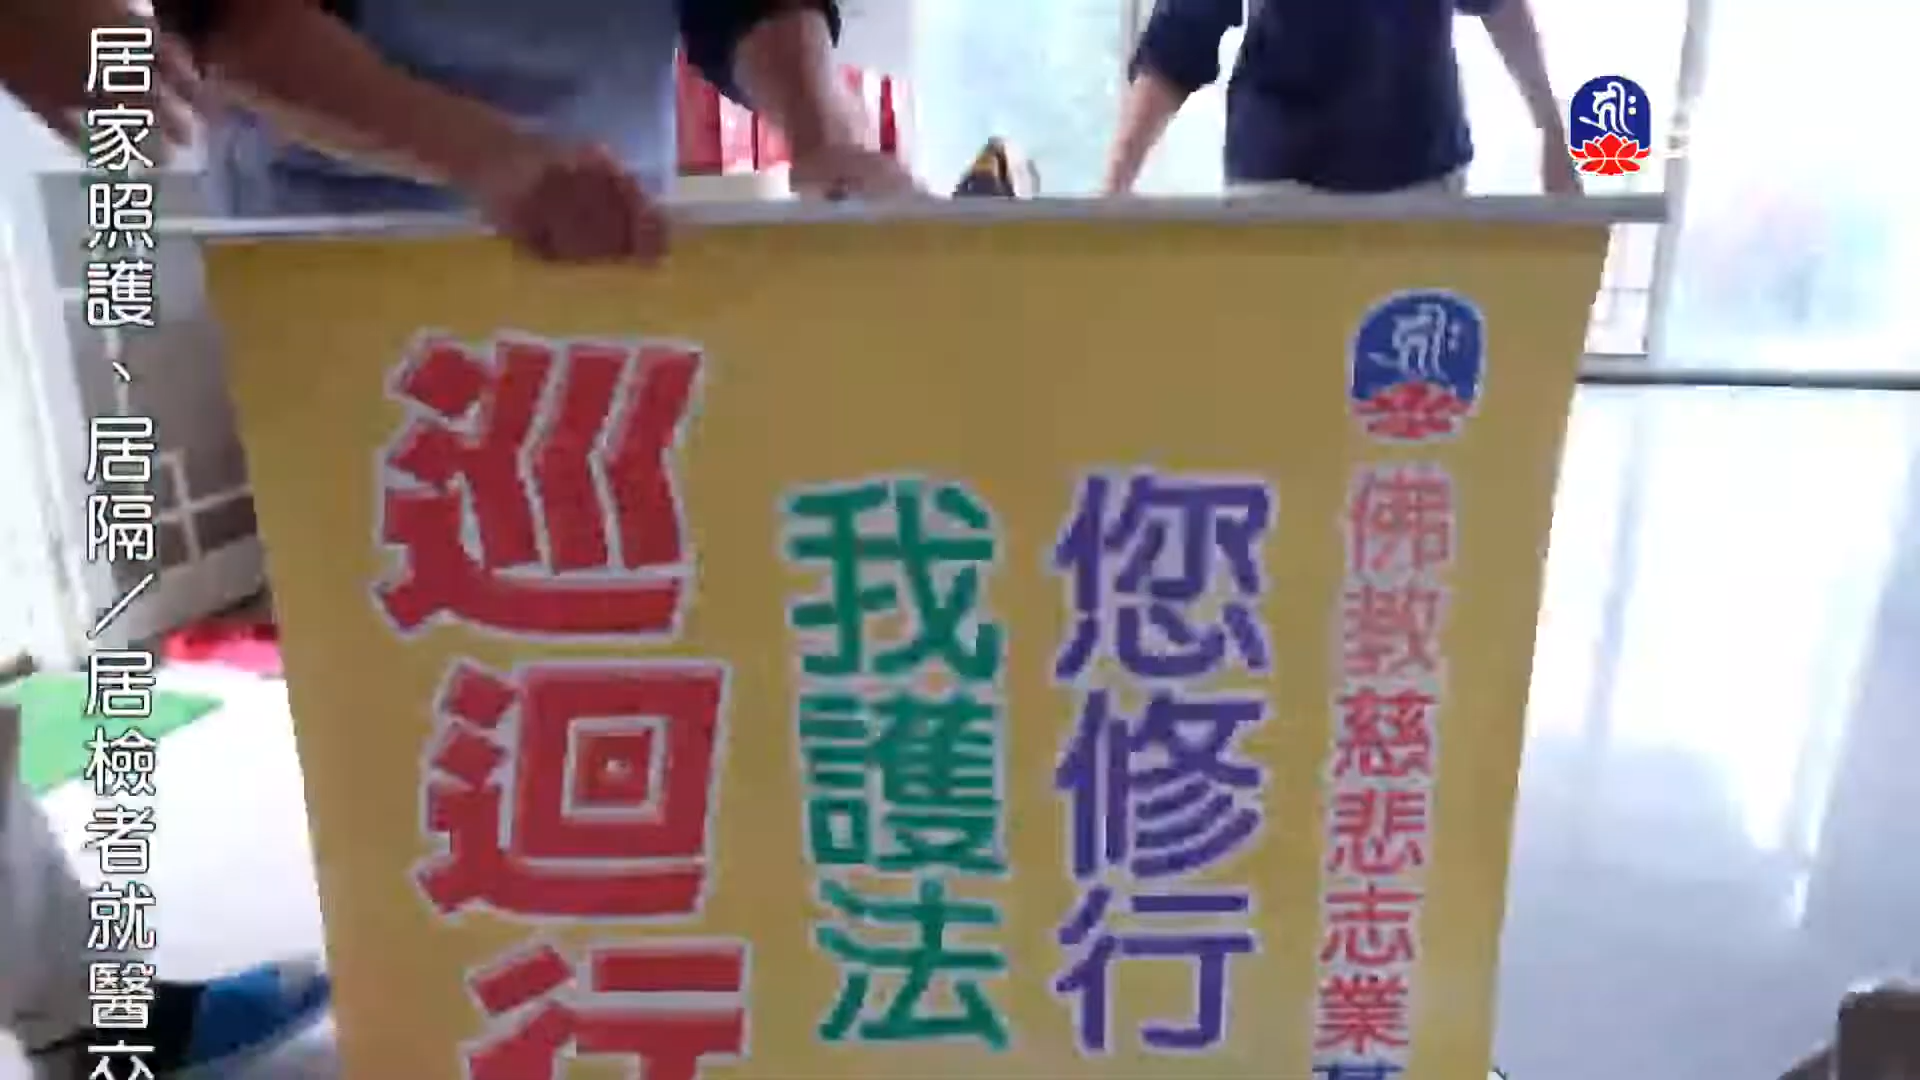 佛教慈悲志業
您修行
我護法
巡迴行
居家照護、居隔/居檢者就醫